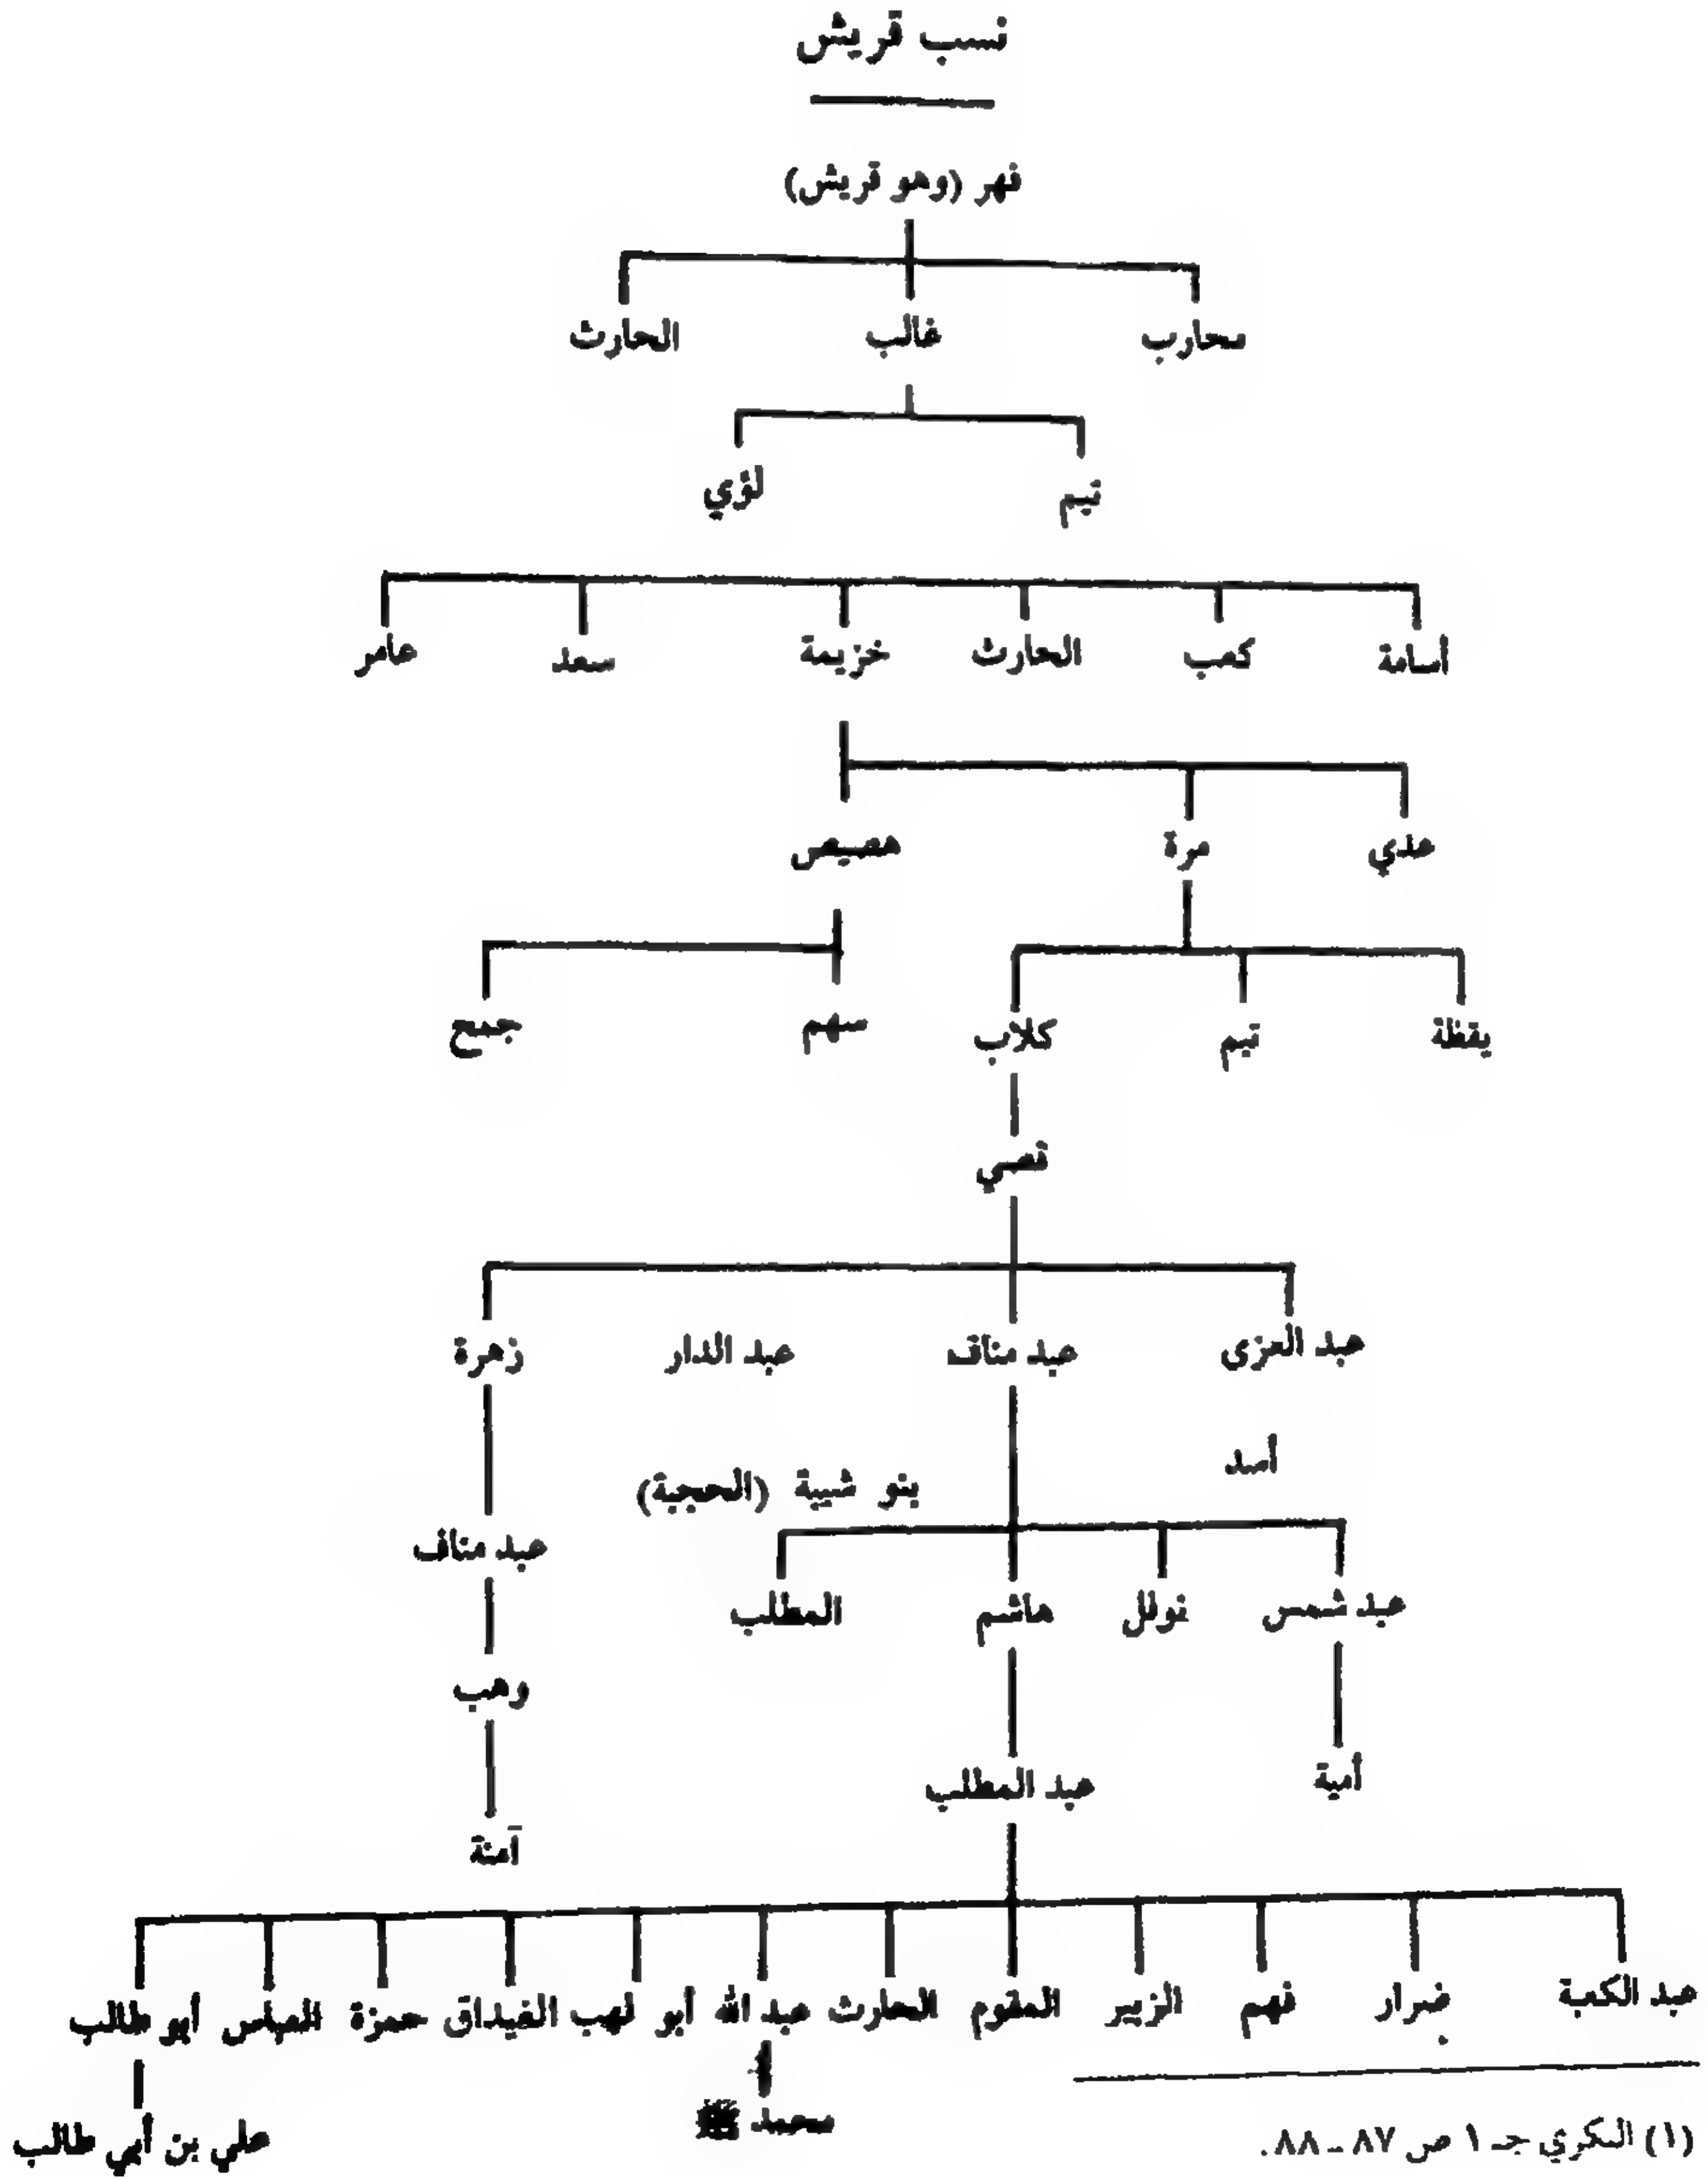 نسب قريش
فهر (وهو قريش)
محارب غالب الحارث
تيم لؤي
أسامة كعب الحارث خزيمة سعد عامر
عدي مرة هصيص
يقظة تيم كلاب سهم جميح
قصي
عبد العزى عبد مناف عبد الدار زهرة
أسد
بنو شيبة (الحجبة)
عبد مناف
عبد شمس نوفل هاشم المطلب
وهب
أمية
عبد المطلب
آمنة
عبد الكعبة ضرار فهم الزبير المقوم الحارث عبد الله أبو لهب الغيداق حمزة العباس أبو طالب
محمد ﷺ
علي بن أبي طالب
(١) البكري جـ ١ ص ٨٧ - ٨٨.